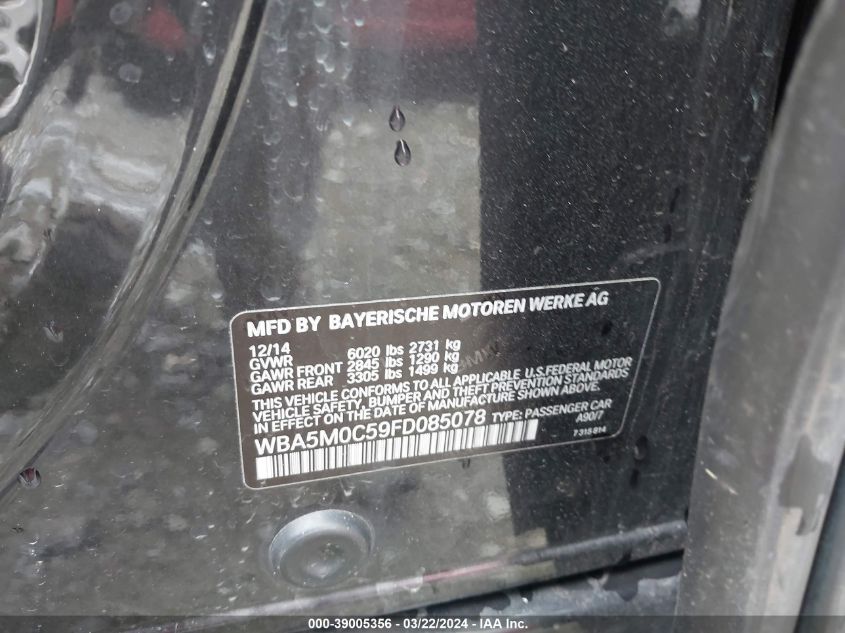 MFD BY BAYERISCHE MOTOREN WERKE AG
12/14
GVWR 6020 lbs 2731 kg
GAWR FRONT 2845 lbs 1290 kg
GAWR REAR 3305 lbs 1499 kg
THIS VEHICLE CONFORMS TO ALL APPLICABLE U.S.FEDERAL MOTOR
VEHICLE SAFETY, BUMPER, AND THEFT PREVENTION STANDARDS
IN EFFECT ON THE DATE OF MANUFACTURE SHOWN ABOVE.
WBA5M0C59FD085078 TYPE: PASSENGER CAR
A90/7
7 315 814
© - 39005356 - 03/22/2024 - IAA Inc.